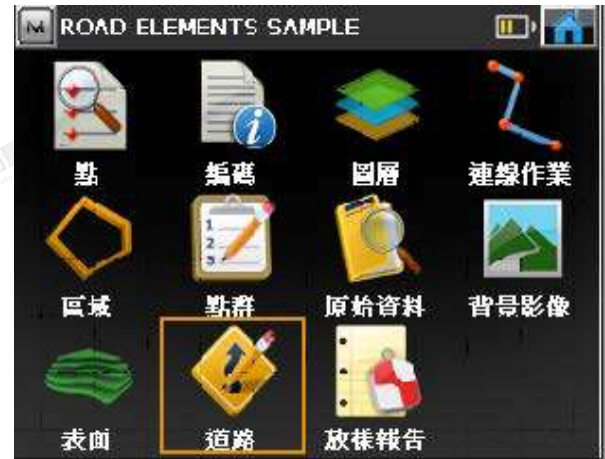 ROAD ELEMENTS SAMPLE
點 編碼 圖層 連線作業
區域 點群 原始資料 背景影像
表面 道路 放樣報告